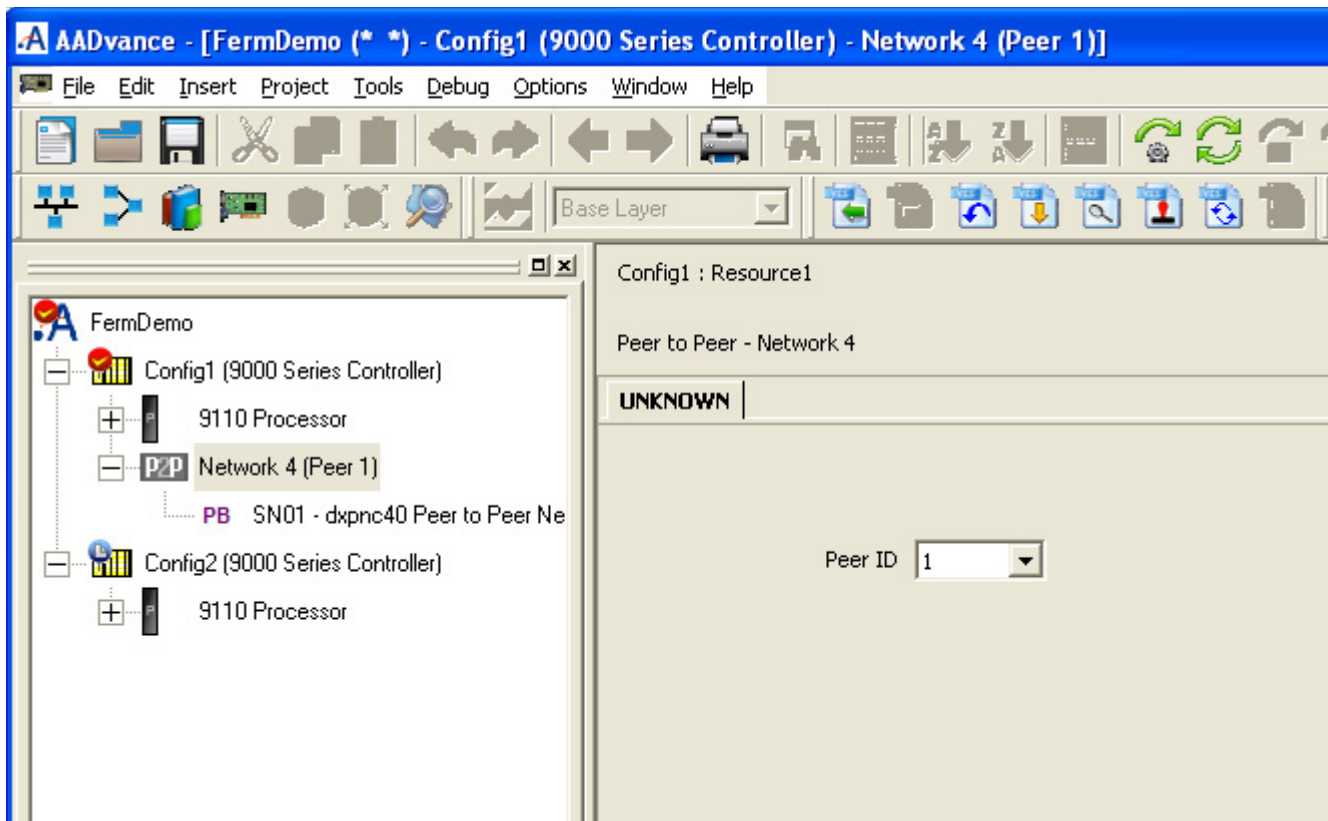 AADvance - [FermDemo (* *) - Config1 (9000 Series Controller) - Network 4 (Peer 1)]
File Edit Insert Project Tools Debug Options Window Help
Base Layer
FermDemo
Config1 (9000 Series Controller)
9110 Processor
P2P Network 4 (Peer 1)
PB SN01 - dxpnc40 Peer to Peer Ne
Config2 (9000 Series Controller)
9110 Processor
Config1 : Resource1
Peer to Peer - Network 4
UNKNOWN
Peer ID 1